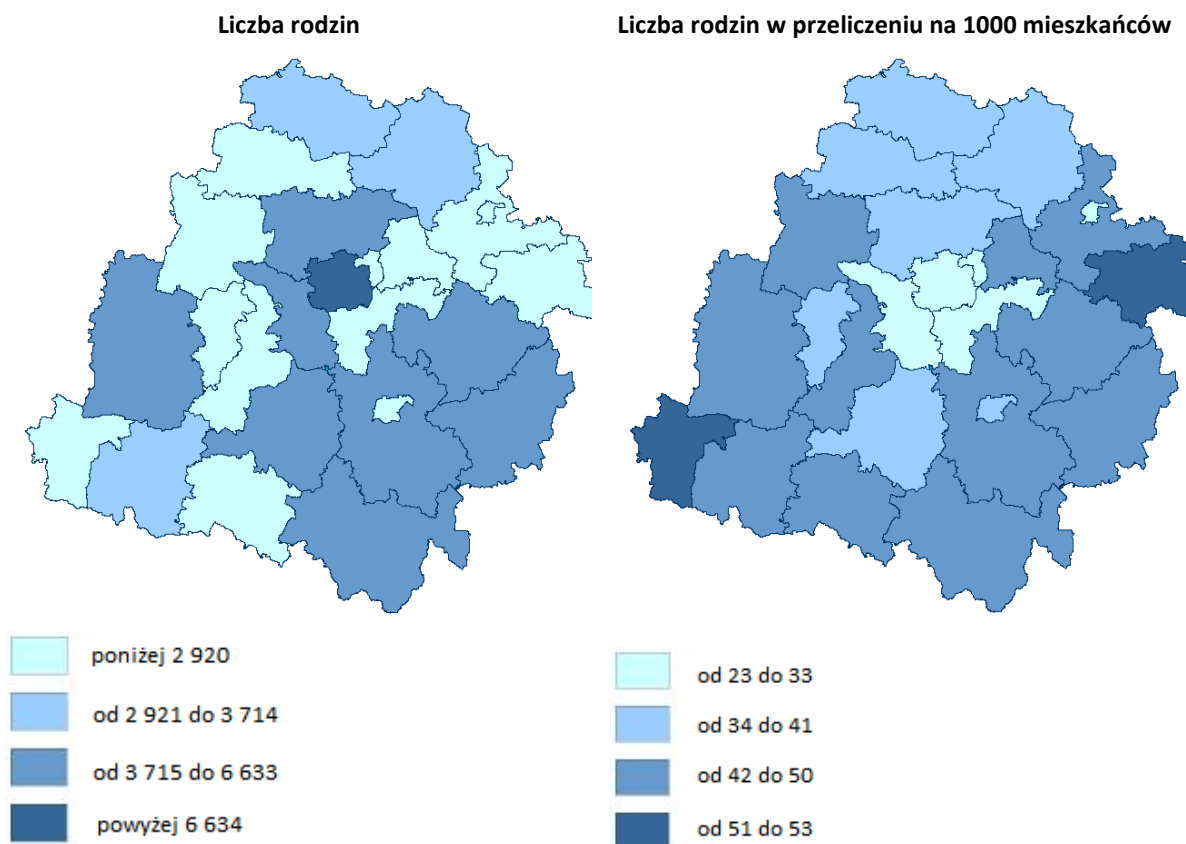 Liczba rodzin
Liczba rodzin w przeliczeniu na 1000 mieszkańców
poniżej 2 920
od 2 921 do 3 714
od 3 715 do 6 633
powyżej 6 634
od 23 do 33
od 34 do 41
od 42 do 50
od 51 do 53